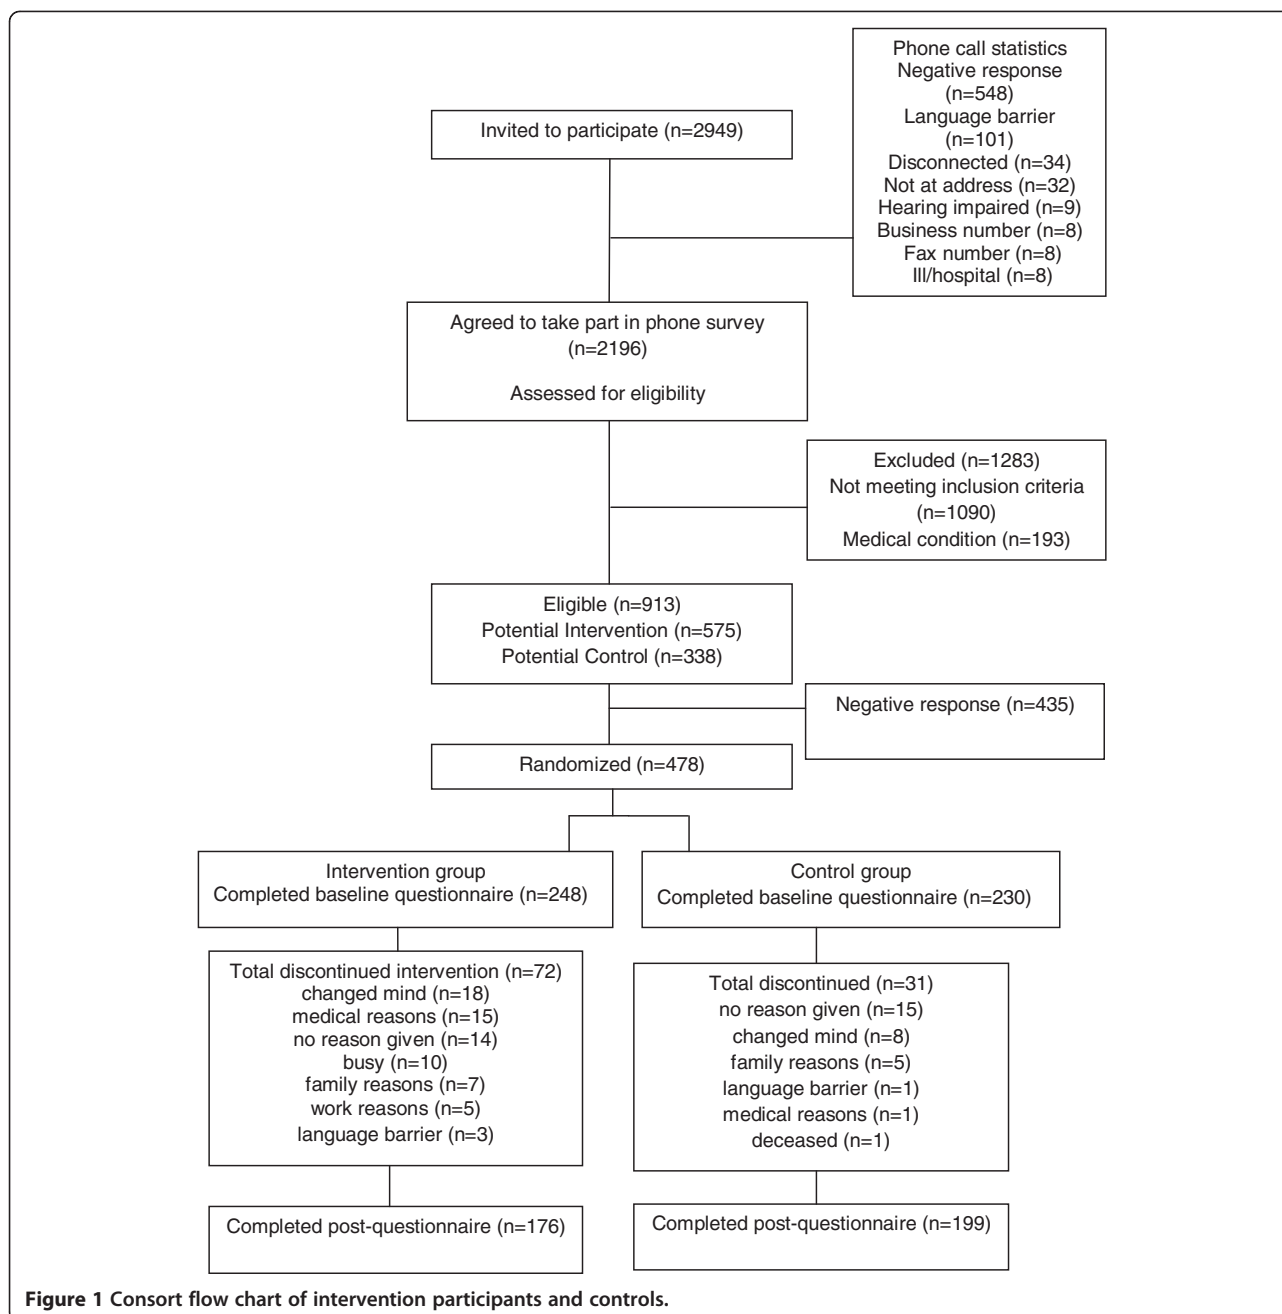 Invited to participate (n=2949)
Phone call statistics
Negative response
(n=548)
Language barrier
(n=101)
Disconnected (n=34)
Not at address (n=32)
Hearing impaired (n=9)
Business number (n=8)
Fax number (n=8)
Ill/hospital (n=8)
Agreed to take part in phone survey
(n=2196)
Assessed for eligibility
Excluded (n=1283)
Not meeting inclusion criteria
(n=1090)
Medical condition (n=193)
Eligible (n=913)
Potential Intervention (n=575)
Potential Control (n=338)
Negative response (n=435)
Randomized (n=478)
Intervention group
Completed baseline questionnaire (n=248)
Control group
Completed baseline questionnaire (n=230)
Total discontinued intervention (n=72)
changed mind (n=18)
medical reasons (n=15)
no reason given (n=14)
busy (n=10)
family reasons (n=7)
work reasons (n=5)
language barrier (n=3)
Total discontinued (n=31)
no reason given (n=15)
changed mind (n=8)
family reasons (n=5)
language barrier (n=1)
medical reasons (n=1)
deceased (n=1)
Completed post-questionnaire (n=176)
Completed post-questionnaire (n=199)
Figure 1 Consort flow chart of intervention participants and controls.